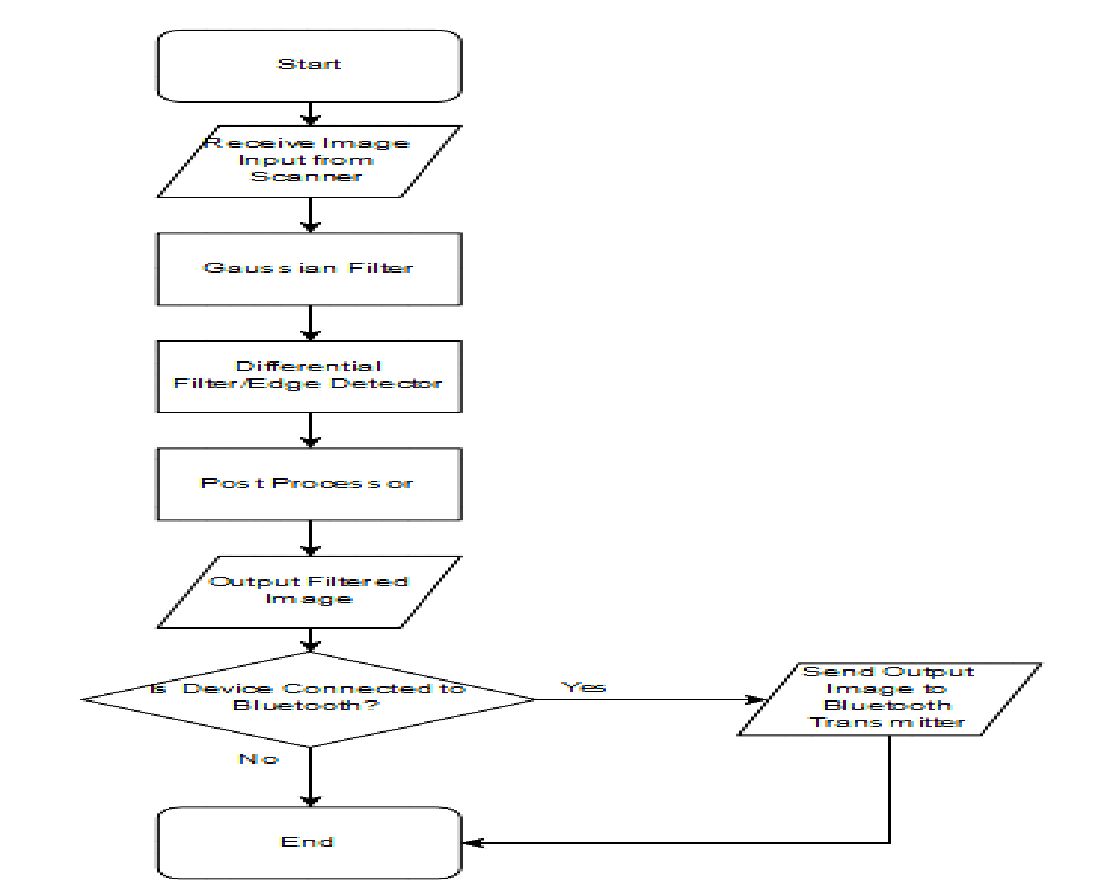 Start
Receive Image
Input from
Scanner
Gaussian Filter
Differential
Filter/Edge Detector
Post Processor
Output Filtered
Image
Is Device Connected to
Bluetooth?
Yes
Send Output
Image to
Bluetooth
Transmitter
No
End